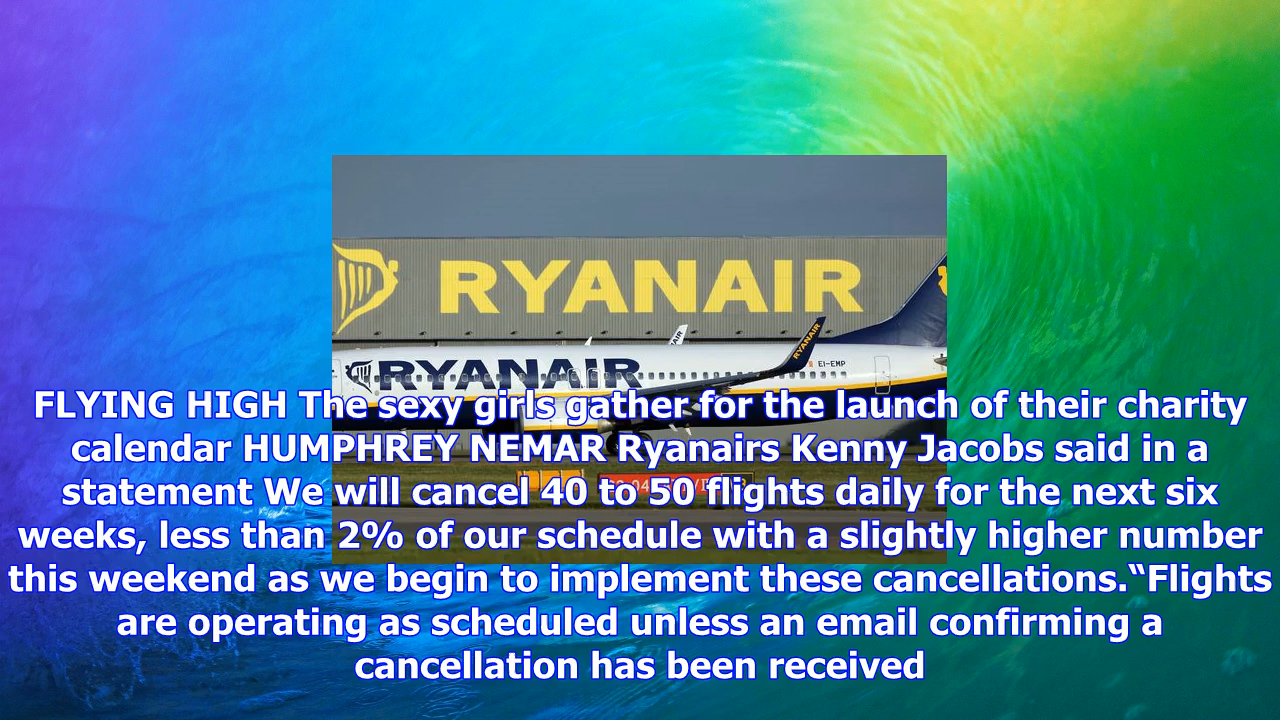 RYANAIR
RYANAIR
RYANAIR
EI-EMP
FLYING HIGH The sexy girls gather for the launch of their charity
calendar HUMPHREY NEMAR Ryanairs Kenny Jacobs said in a
statement We will cancel 40 to 50 flights daily for the next six
weeks, less than 2% of our schedule with a slightly higher number
this weekend as we begin to implement these cancellations.“Flights
are operating as scheduled unless an email confirming a
cancellation has been received